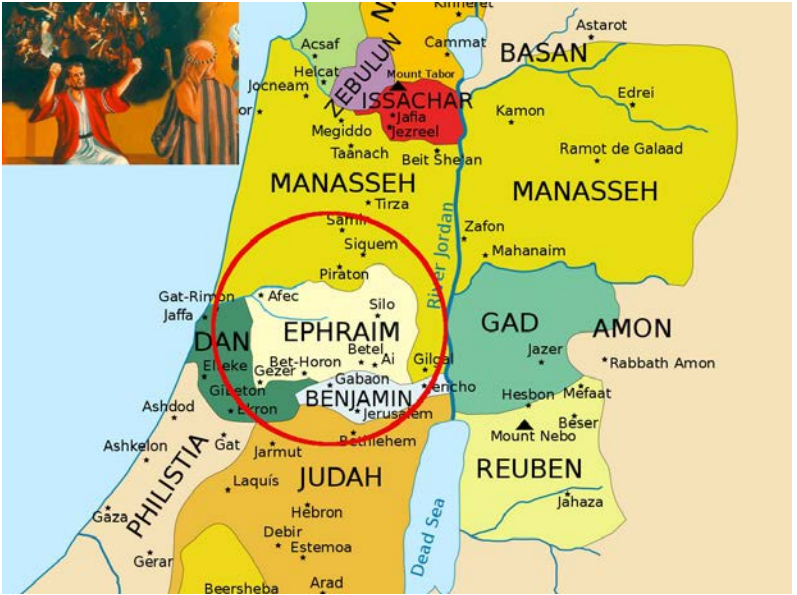 Kinneret
Astarot
Acsaf
Cammat
BASAN
NA
ZEBULUN
Helcat
Mount Tabor
Jocneam
ISSACHAR
Edrei
or
Jafia
Kamon
Megiddo
Jezreel
Taanach
Beit She'an
Ramot de Galaad
MANASSEH
MANASSEH
Tirza
Samir
Zafon
Siquem
Mahanaim
River Jordan
Piraton
Gat-Rimon
Afec
Jaffa
Silo
DAN
EPHRAIM
GAD
AMON
Betel
Elteke
Bet-Horon
Ai
Gilgal
Jazer
Rabbath Amon
Gezer
Gabaon
Jericho
Gibeton
BENJAMIN
Hesbon
Mefaat
Ashdod
Ekron
Jerusalem
Beser
Bethlehem
Mount Nebo
Ashkelon
Gat
Jarmut
PHILISTIA
JUDAH
REUBEN
Laquís
Jahaza
Hebron
Gaza
Dead Sea
Debir
Gerar
Estemoa
Beersheba
Arad